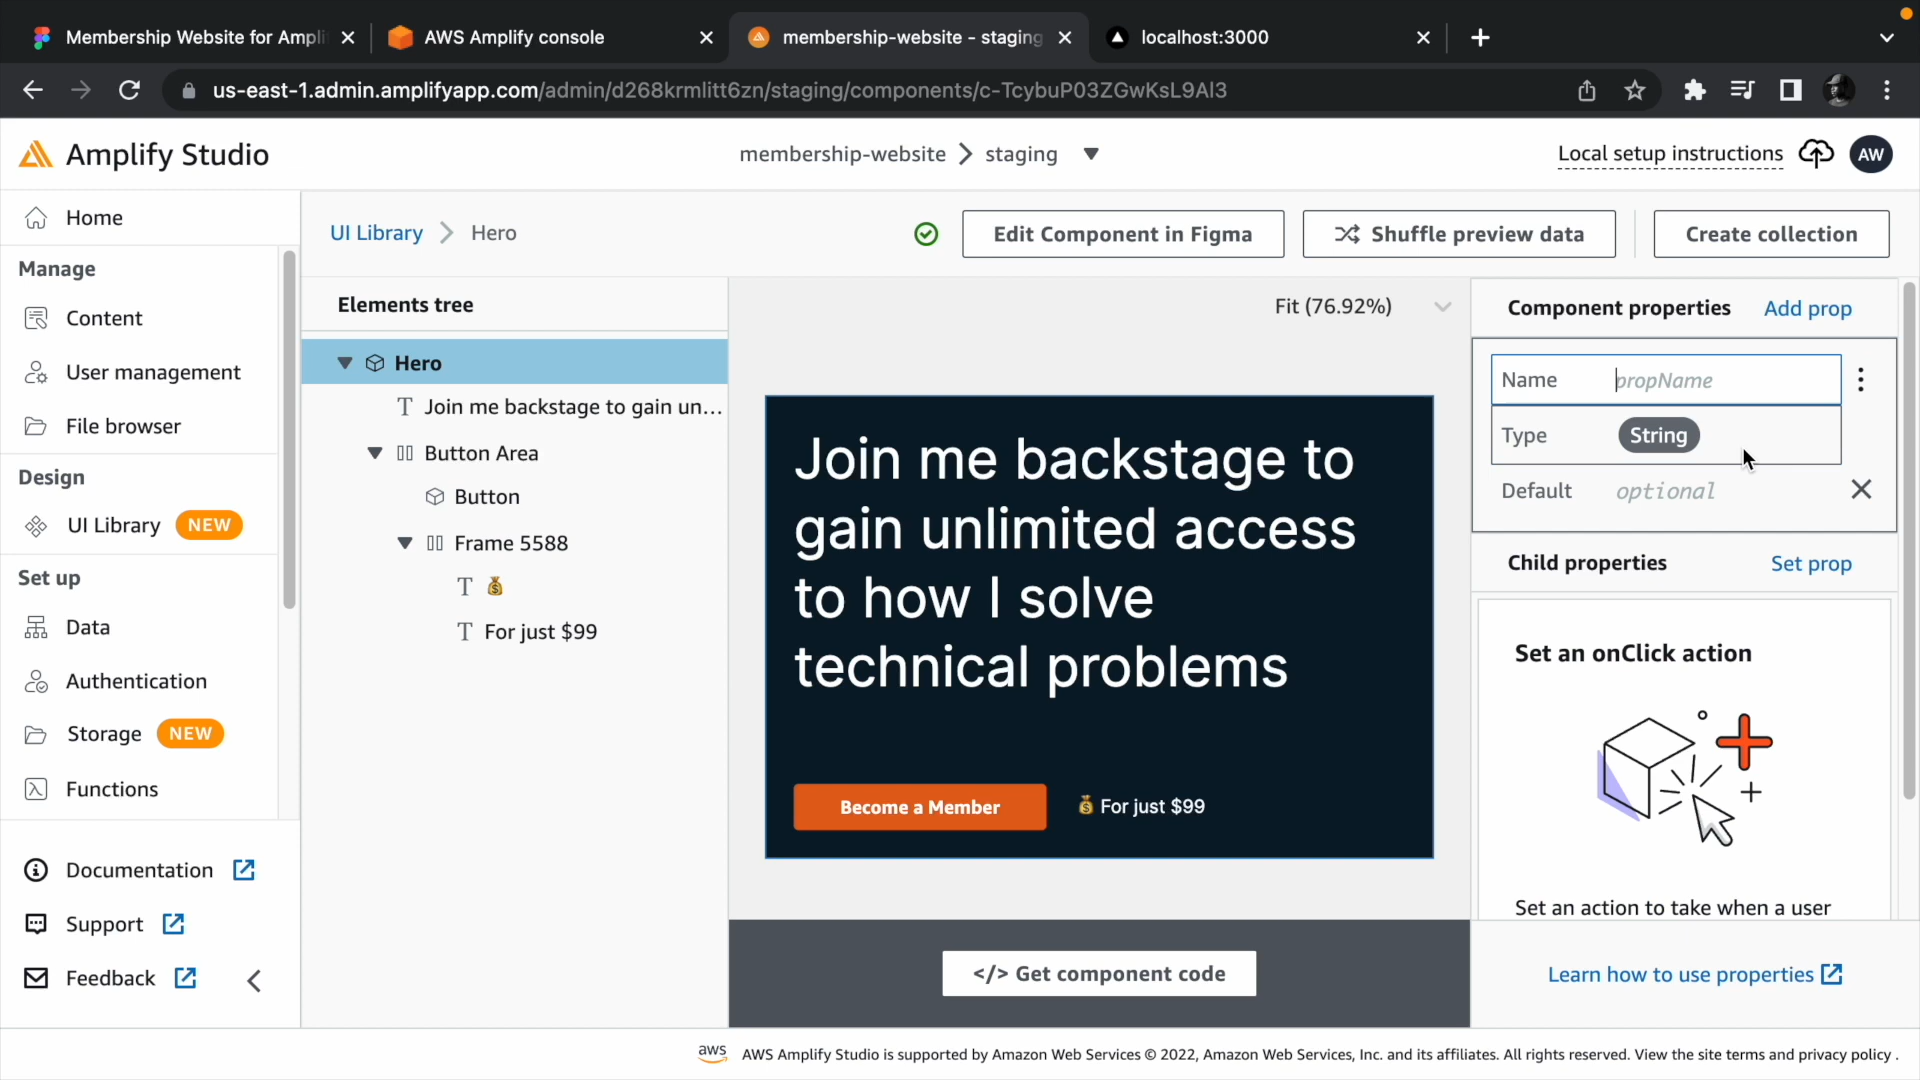 Membership Website for Ampli
AWS Amplify console
membership-website - staging
localhost:3000
us-east-1.admin.amplifyapp.com/admin/d268krmlitt6zn/staging/components/c-TcybuP03ZGwKsL9Al3
Amplify Studio
membership-website
staging
Local setup instructions
AW
Home
Manage
Content
User management
File browser
Design
UI Library
NEW
Set up
Data
Authentication
Storage
NEW
Functions
Documentation
Support
Feedback
UI Library
Hero
Edit Component in Figma
Shuffle preview data
Create collection
Elements tree
Hero
T Join me backstage to gain un...
Button Area
Button
Frame 5588
T 💰
T For just $99
Fit (76.92%)
Join me backstage to
gain unlimited access
to how I solve
technical problems
Become a Member
💰 For just $99
</> Get component code
Component properties
Add prop
Name propName
Type String
Default optional
Child properties
Set prop
Set an onClick action
Set an action to take when a user
Learn how to use properties
aws AWS Amplify Studio is supported by Amazon Web Services © 2022, Amazon Web Services, Inc. and its affiliates. All rights reserved. View the site terms and privacy policy .